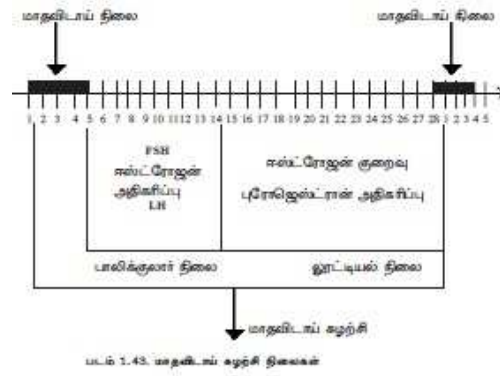 மாதவிடாய் நிலை
மாதவிடாய் நிலை
1 2 3 4 5 6 7 8 9 10 11 12 13 14 15 16 17 18 19 20 21 22 23 24 25 26 27 28 1 2 3 4 5
FSH
ஈஸ்ட்ரோஜன்
அதிகரிப்பு
LH
ஈஸ்ட்ரோஜன் குறைவு
புரோஜெஸ்ட்ரான் அதிகரிப்பு
பாலிக்குலார் நிலை
லூட்டியல் நிலை
மாதவிடாய் சுழற்சி
படம் 1.43. மாதவிடாய் சுழற்சி நிலைகள்